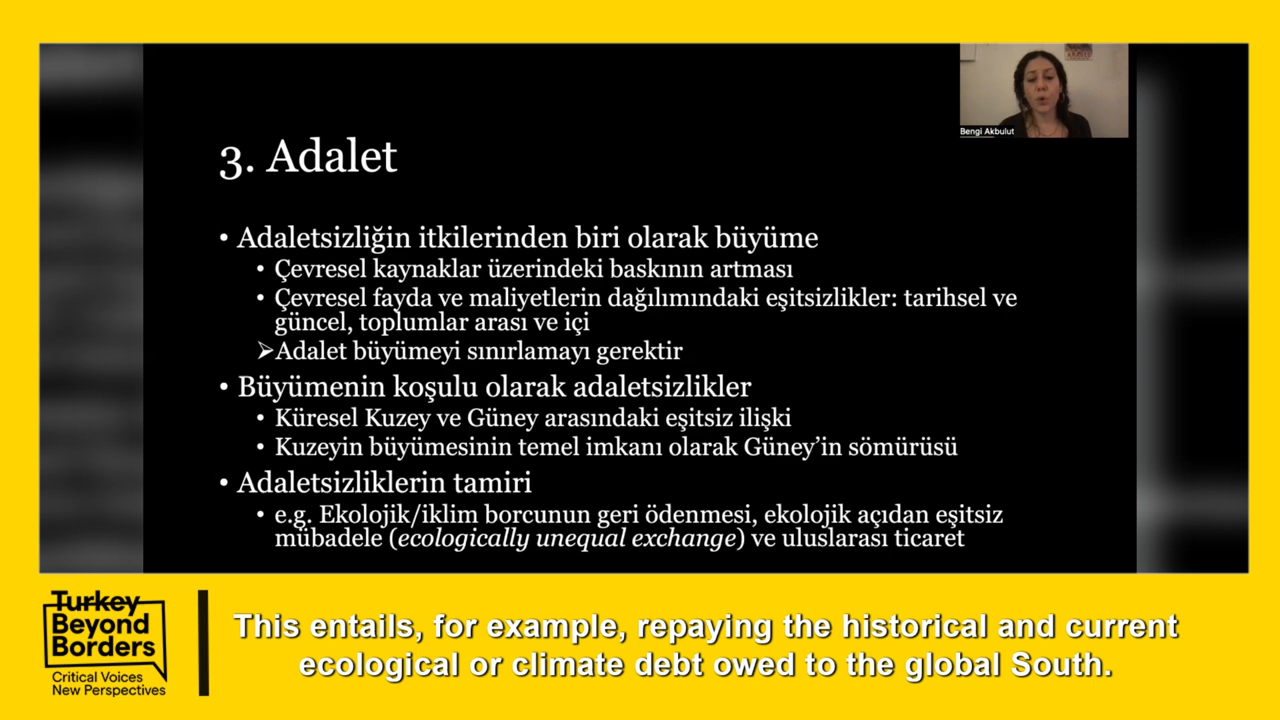 Bengi Akbulut
3. Adalet
• Adaletsizliğin itkilerinden biri olarak büyüme
• Çevresel kaynaklar üzerindeki baskının artması
• Çevresel fayda ve maliyetlerin dağılımındaki eşitsizlikler: tarihsel ve
güncel, toplumlar arası ve içi
➢Adalet büyümeyi sınırlamayı gerektir
• Büyümenin koşulu olarak adaletsizlikler
• Küresel Kuzey ve Güney arasındaki eşitsiz ilişki
• Kuzeyin büyümesinin temel imkanı olarak Güney’in sömürüsü
• Adaletsizliklerin tamiri
• e.g. Ekolojik/iklim borcunun geri ödenmesi, ekolojik açıdan eşitsiz
mübadele (ecologically unequal exchange) ve uluslarası ticaret
Turkey
Beyond
Borders
Critical Voices
New Perspectives
This entails, for example, repaying the historical and current
ecological or climate debt owed to the global South.